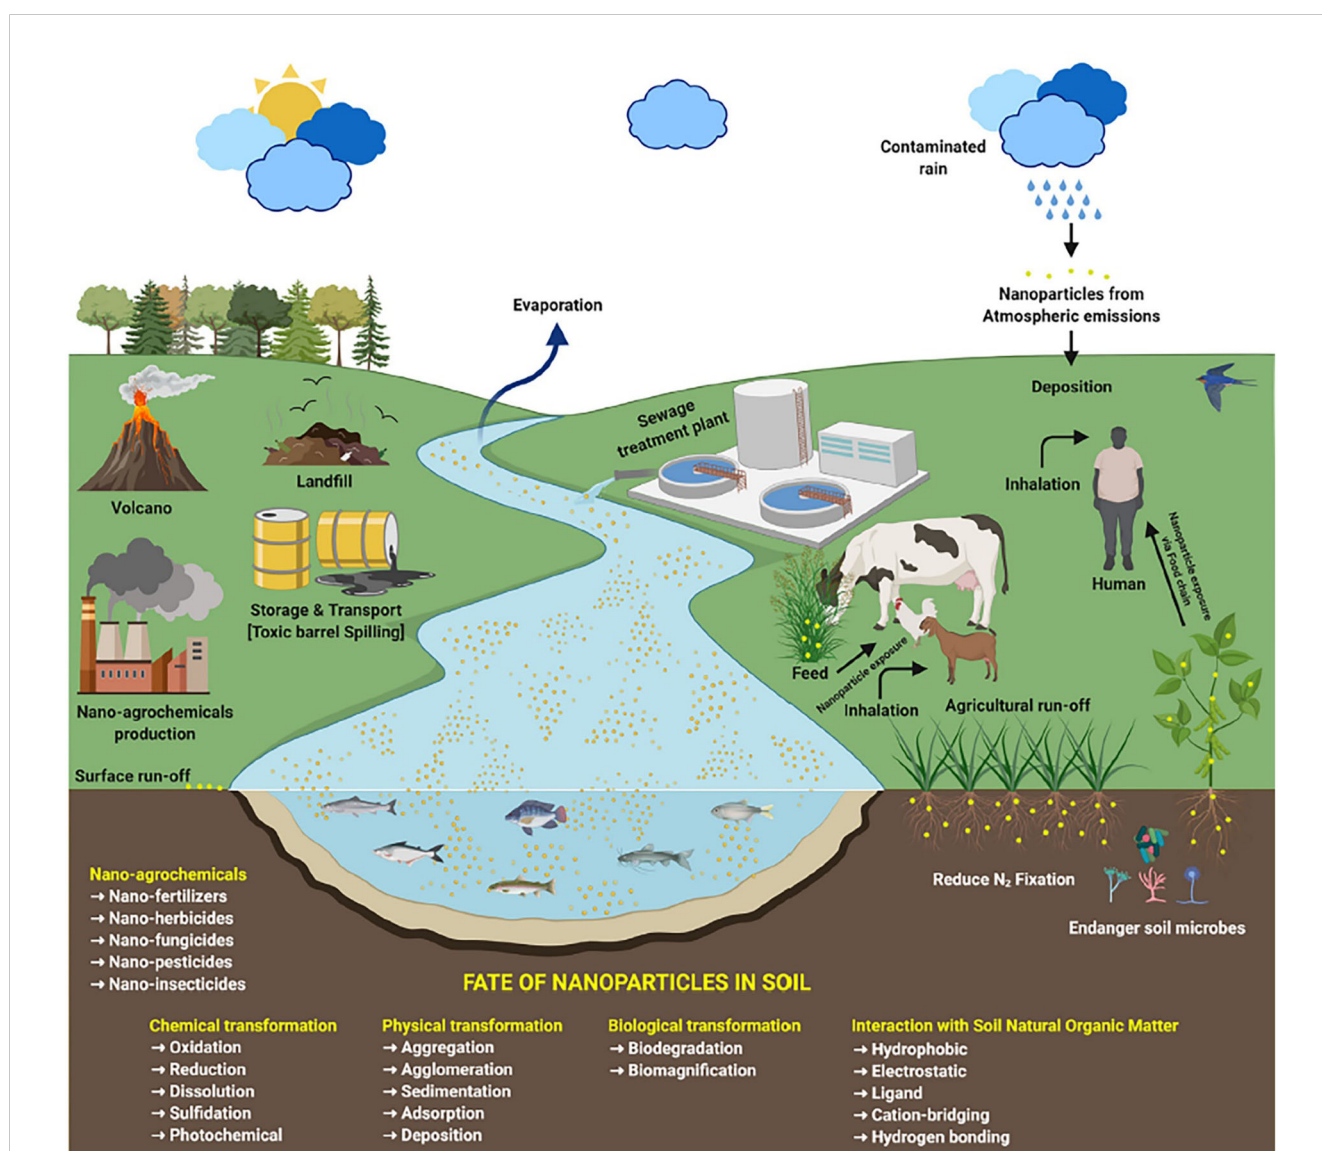 Contaminated
rain
Nanoparticles from
Atmospheric emissions
Deposition
Evaporation
Sewage
treatment plant
Inhalation
Human
Nanoparticle exposure
via Food chain
Volcano
Landfill
Storage & Transport
[Toxic barrel Spilling]
Nano-agrochemicals
production
Surface run-off
Feed
Nanoparticle exposure
Inhalation
Agricultural run-off
Reduce N₂ Fixation
Endanger soil microbes
Nano-agrochemicals
→ Nano-fertilizers
→ Nano-herbicides
→ Nano-fungicides
→ Nano-pesticides
→ Nano-insecticides
FATE OF NANOPARTICLES IN SOIL
Chemical transformation
→ Oxidation
→ Reduction
→ Dissolution
→ Sulfidation
→ Photochemical
Physical transformation
→ Aggregation
→ Agglomeration
→ Sedimentation
→ Adsorption
→ Deposition
Biological transformation
→ Biodegradation
→ Biomagnification
Interaction with Soil Natural Organic Matter
→ Hydrophobic
→ Electrostatic
→ Ligand
→ Cation-bridging
→ Hydrogen bonding